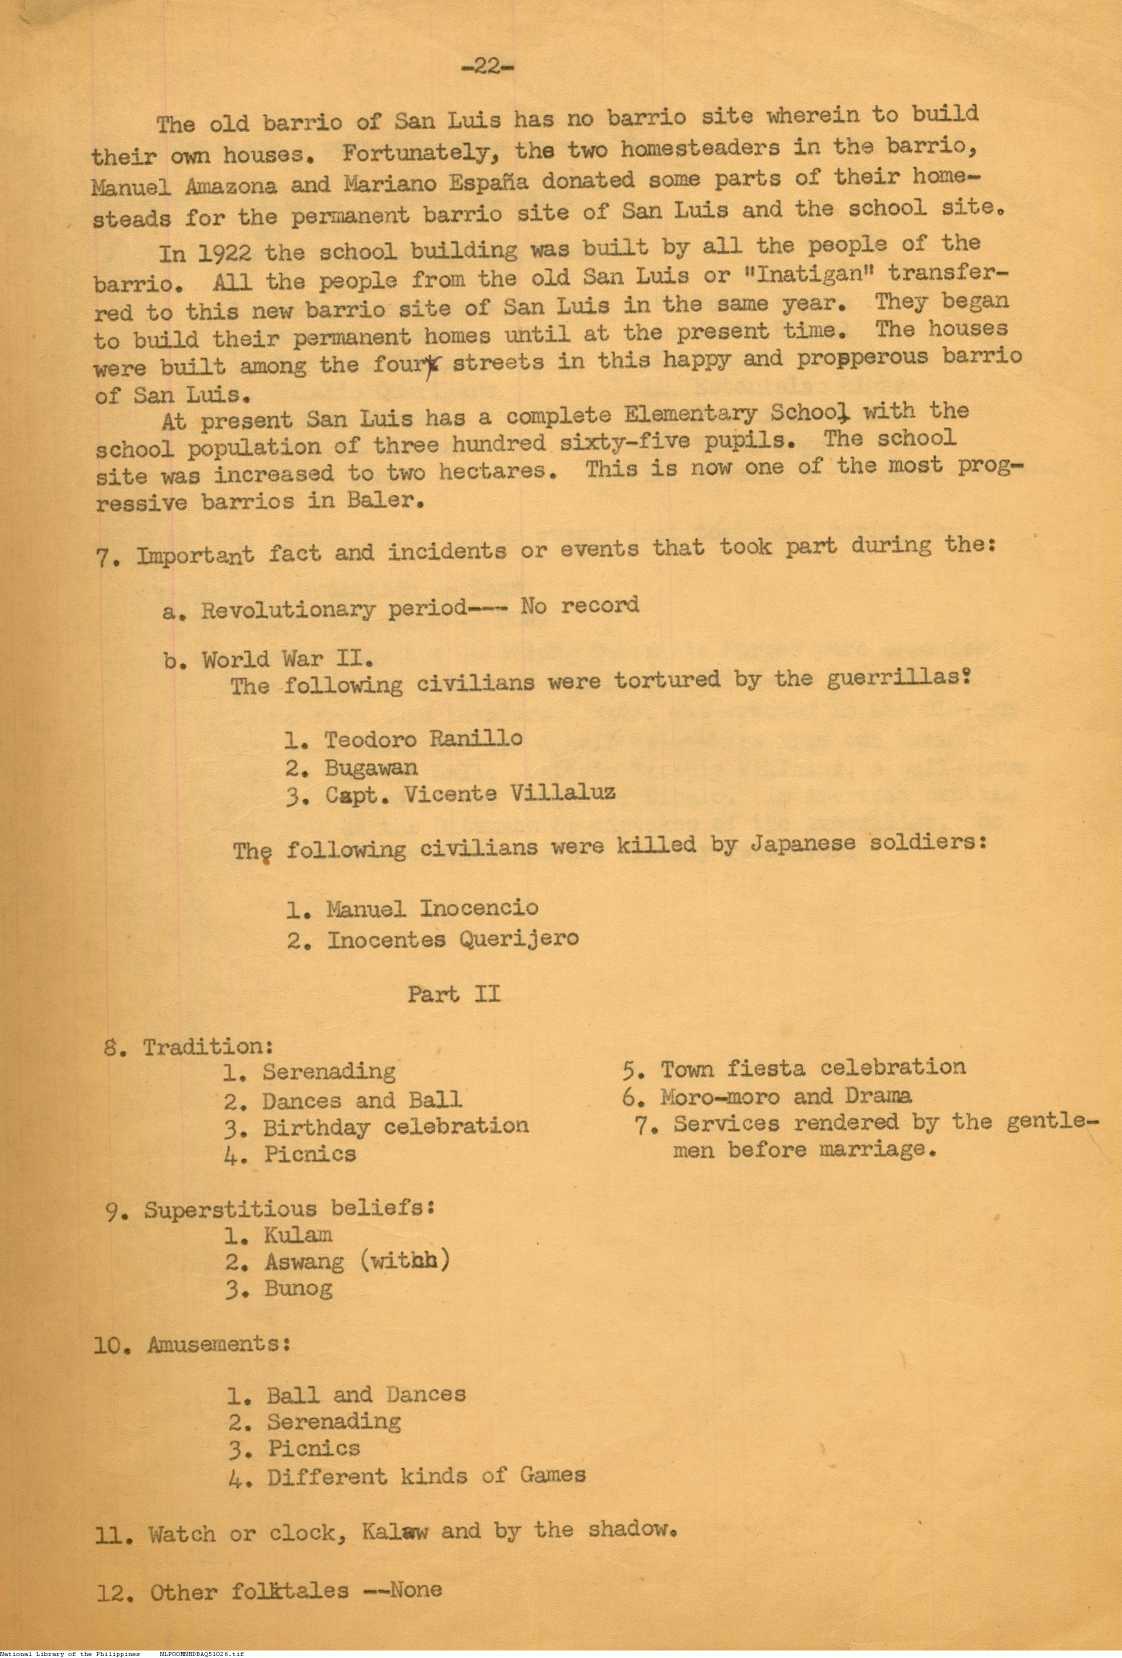 -22-
The old barrio of San Luis has no barrio site wherein to build
their own houses. Fortunately, the two homesteaders in the barrio,
Manuel Amazona and Mariano España donated some parts of their home-
steads for the permanent barrio site of San Luis and the school site.
In 1922 the school building was built by all the people of the
barrio. All the people from the old San Luis or "Inatigan" transfer-
red to this new barrio site of San Luis in the same year. They began
to build their permanent homes until at the present time. The houses
were built among the four streets in this happy and propperous barrio
of San Luis.
At present San Luis has a complete Elementary School with the
school population of three hundred sixty-five pupils. The school
site was increased to two hectares. This is now one of the most prog-
ressive barrios in Baler.
7. Important fact and incidents or events that took part during the:
a. Revolutionary period--- No record
b. World War II.
The following civilians were tortured by the guerrillas:
1. Teodoro Ranillo
2. Bugawan
3. Capt. Vicente Villaluz
The following civilians were killed by Japanese soldiers:
1. Manuel Inocencio
2. Inocentes Querijero
Part II
8. Tradition:
1. Serenading
2. Dances and Ball
3. Birthday celebration
4. Picnics
5. Town fiesta celebration
6. Moro-moro and Drama
7. Services rendered by the gentle-
men before marriage.
9. Superstitious beliefs:
1. Kulam
2. Aswang (withh)
3. Bunog
10. Amusements:
1. Ball and Dances
2. Serenading
3. Picnics
4. Different kinds of Games
11. Watch or clock, Kalaw and by the shadow.
12. Other folktales --None
National Library of the Philippines NLPOOMNHDBAQ51026.tif